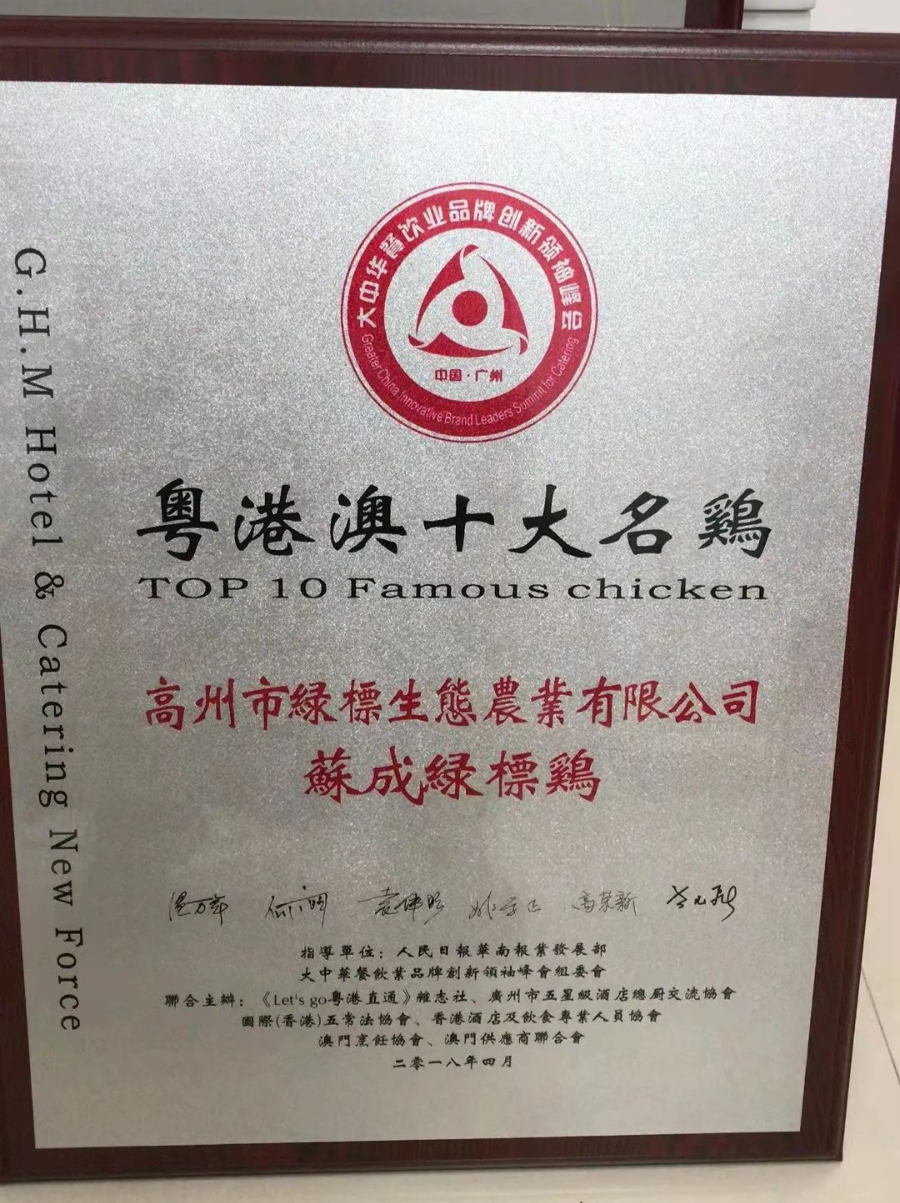 大中华餐饮业品牌创新领袖峰会
中国·广州
Greater China Innovative Brand Leaders Summit for Catering
G.H.M Hotel & Catering New Force
粤港澳十大名鷄
TOP 10 Famous chicken
高州市緑標生態農業有限公司
蘇成緑標鷄
指導單位：人民日報華南報業發展部
大中華餐飲業品牌創新領袖峰會組委會
聯合主辦：《Let's go粤港直通》雜志社、廣州市五星級酒店總厨交流協會
國際(香港)五常法協會、香港酒店及飲食專業人員協會
澳門烹飪協會、澳門供應商聯合會
二零一八年四月